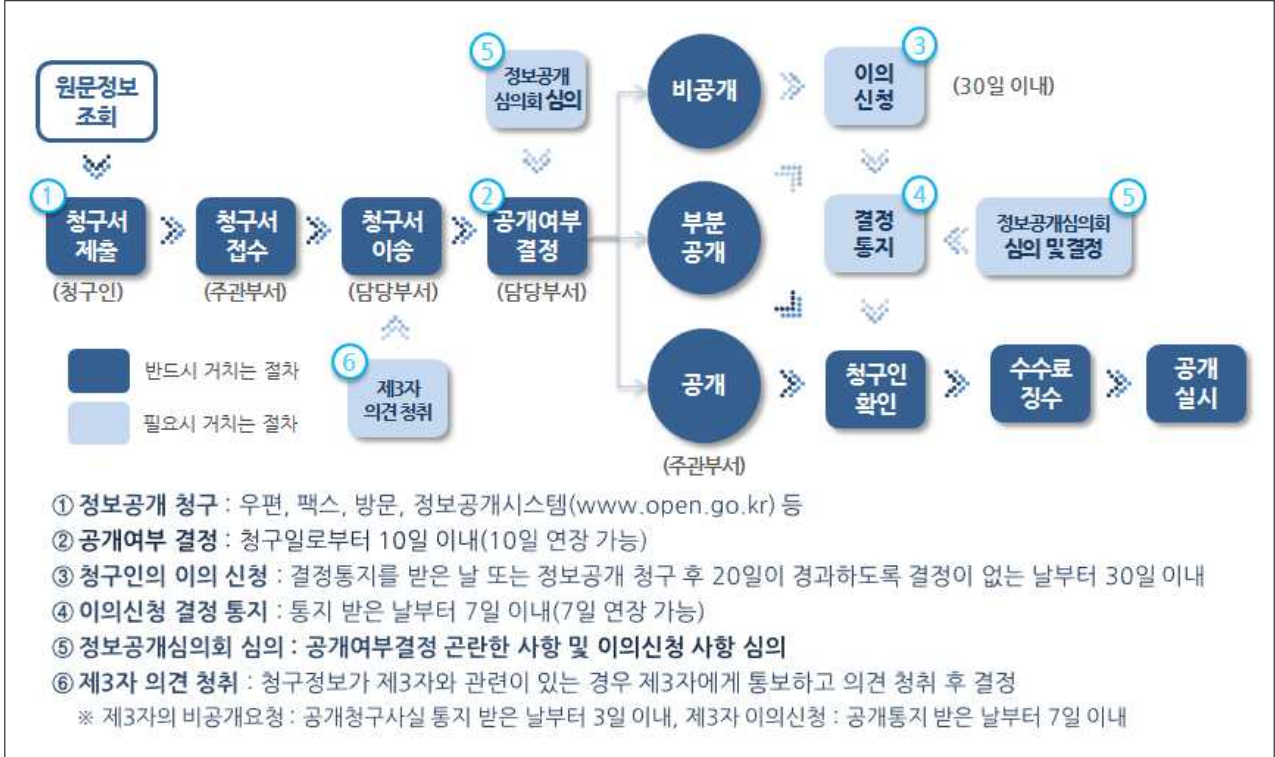 원문정보
조회
⑤
정보공개
심의회 심의
비공개
③
이의
신청
(30일 이내)
①
청구서
제출
(청구인)
청구서
접수
(주관부서)
청구서
이송
(담당부서)
②
공개여부
결정
(담당부서)
부분
공개
④
결정
통지
⑤
정보공개심의회
심의 및 결정
반드시 거치는 절차
필요시 거치는 절차
⑥
제3자
의견 청취
공개
(주관부서)
청구인
확인
수수료
징수
공개
실시
① 정보공개 청구 : 우편, 팩스, 방문, 정보공개시스템(www.open.go.kr) 등
② 공개여부 결정 : 청구일로부터 10일 이내(10일 연장 가능)
③ 청구인의 이의 신청 : 결정통지를 받은 날 또는 정보공개 청구 후 20일이 경과하도록 결정이 없는 날부터 30일 이내
④ 이의신청 결정 통지 : 통지 받은 날부터 7일 이내(7일 연장 가능)
⑤ 정보공개심의회 심의 : 공개여부결정 곤란한 사항 및 이의신청 사항 심의
⑥ 제3자 의견 청취 : 청구정보가 제3자와 관련이 있는 경우 제3자에게 통보하고 의견 청취 후 결정
※ 제3자의 비공개요청 : 공개청구사실 통지 받은 날부터 3일 이내, 제3자 이의신청 : 공개통지 받은 날부터 7일 이내